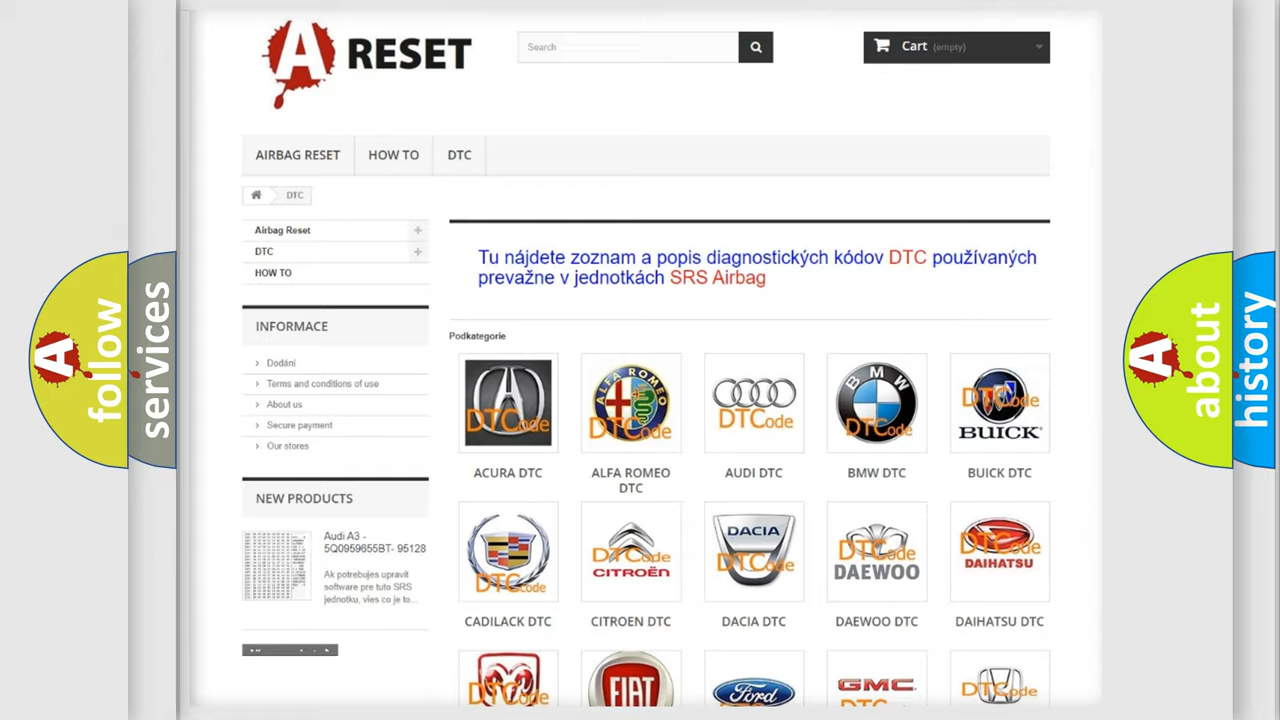 A RESET
Search
Cart (empty)
AIRBAG RESET
HOW TO
DTC
DTC
Airbag Reset
DTC
HOW TO
INFORMACE
Dodání
Terms and conditions of use
About us
Secure payment
Our stores
NEW PRODUCTS
Audi A3 -
5Q0959655BT- 95128
Ak potrebujes upravit
software pre tuto SRS
jednotku, vies co je to...
Tu nájdete zoznam a popis diagnostických kódov DTC používaných
prevažne v jednotkách SRS Airbag
Podkategorie
DTCode
ALFA ROMEO
DTCode
DTCode
BMW
DTCode
DTCode
BUICK
ACURA DTC
ALFA ROMEO
DTC
AUDI DTC
BMW DTC
BUICK DTC
DTCode
DTCode
CITROËN
DACIA
DTCode
DTCode
DAEWOO
DTCode
DAIHATSU
CADILACK DTC
CITROEN DTC
DACIA DTC
DAEWOO DTC
DAIHATSU DTC
DTCode
FIAT
Ford
GMC
DTCode
A follow
services
A about
history